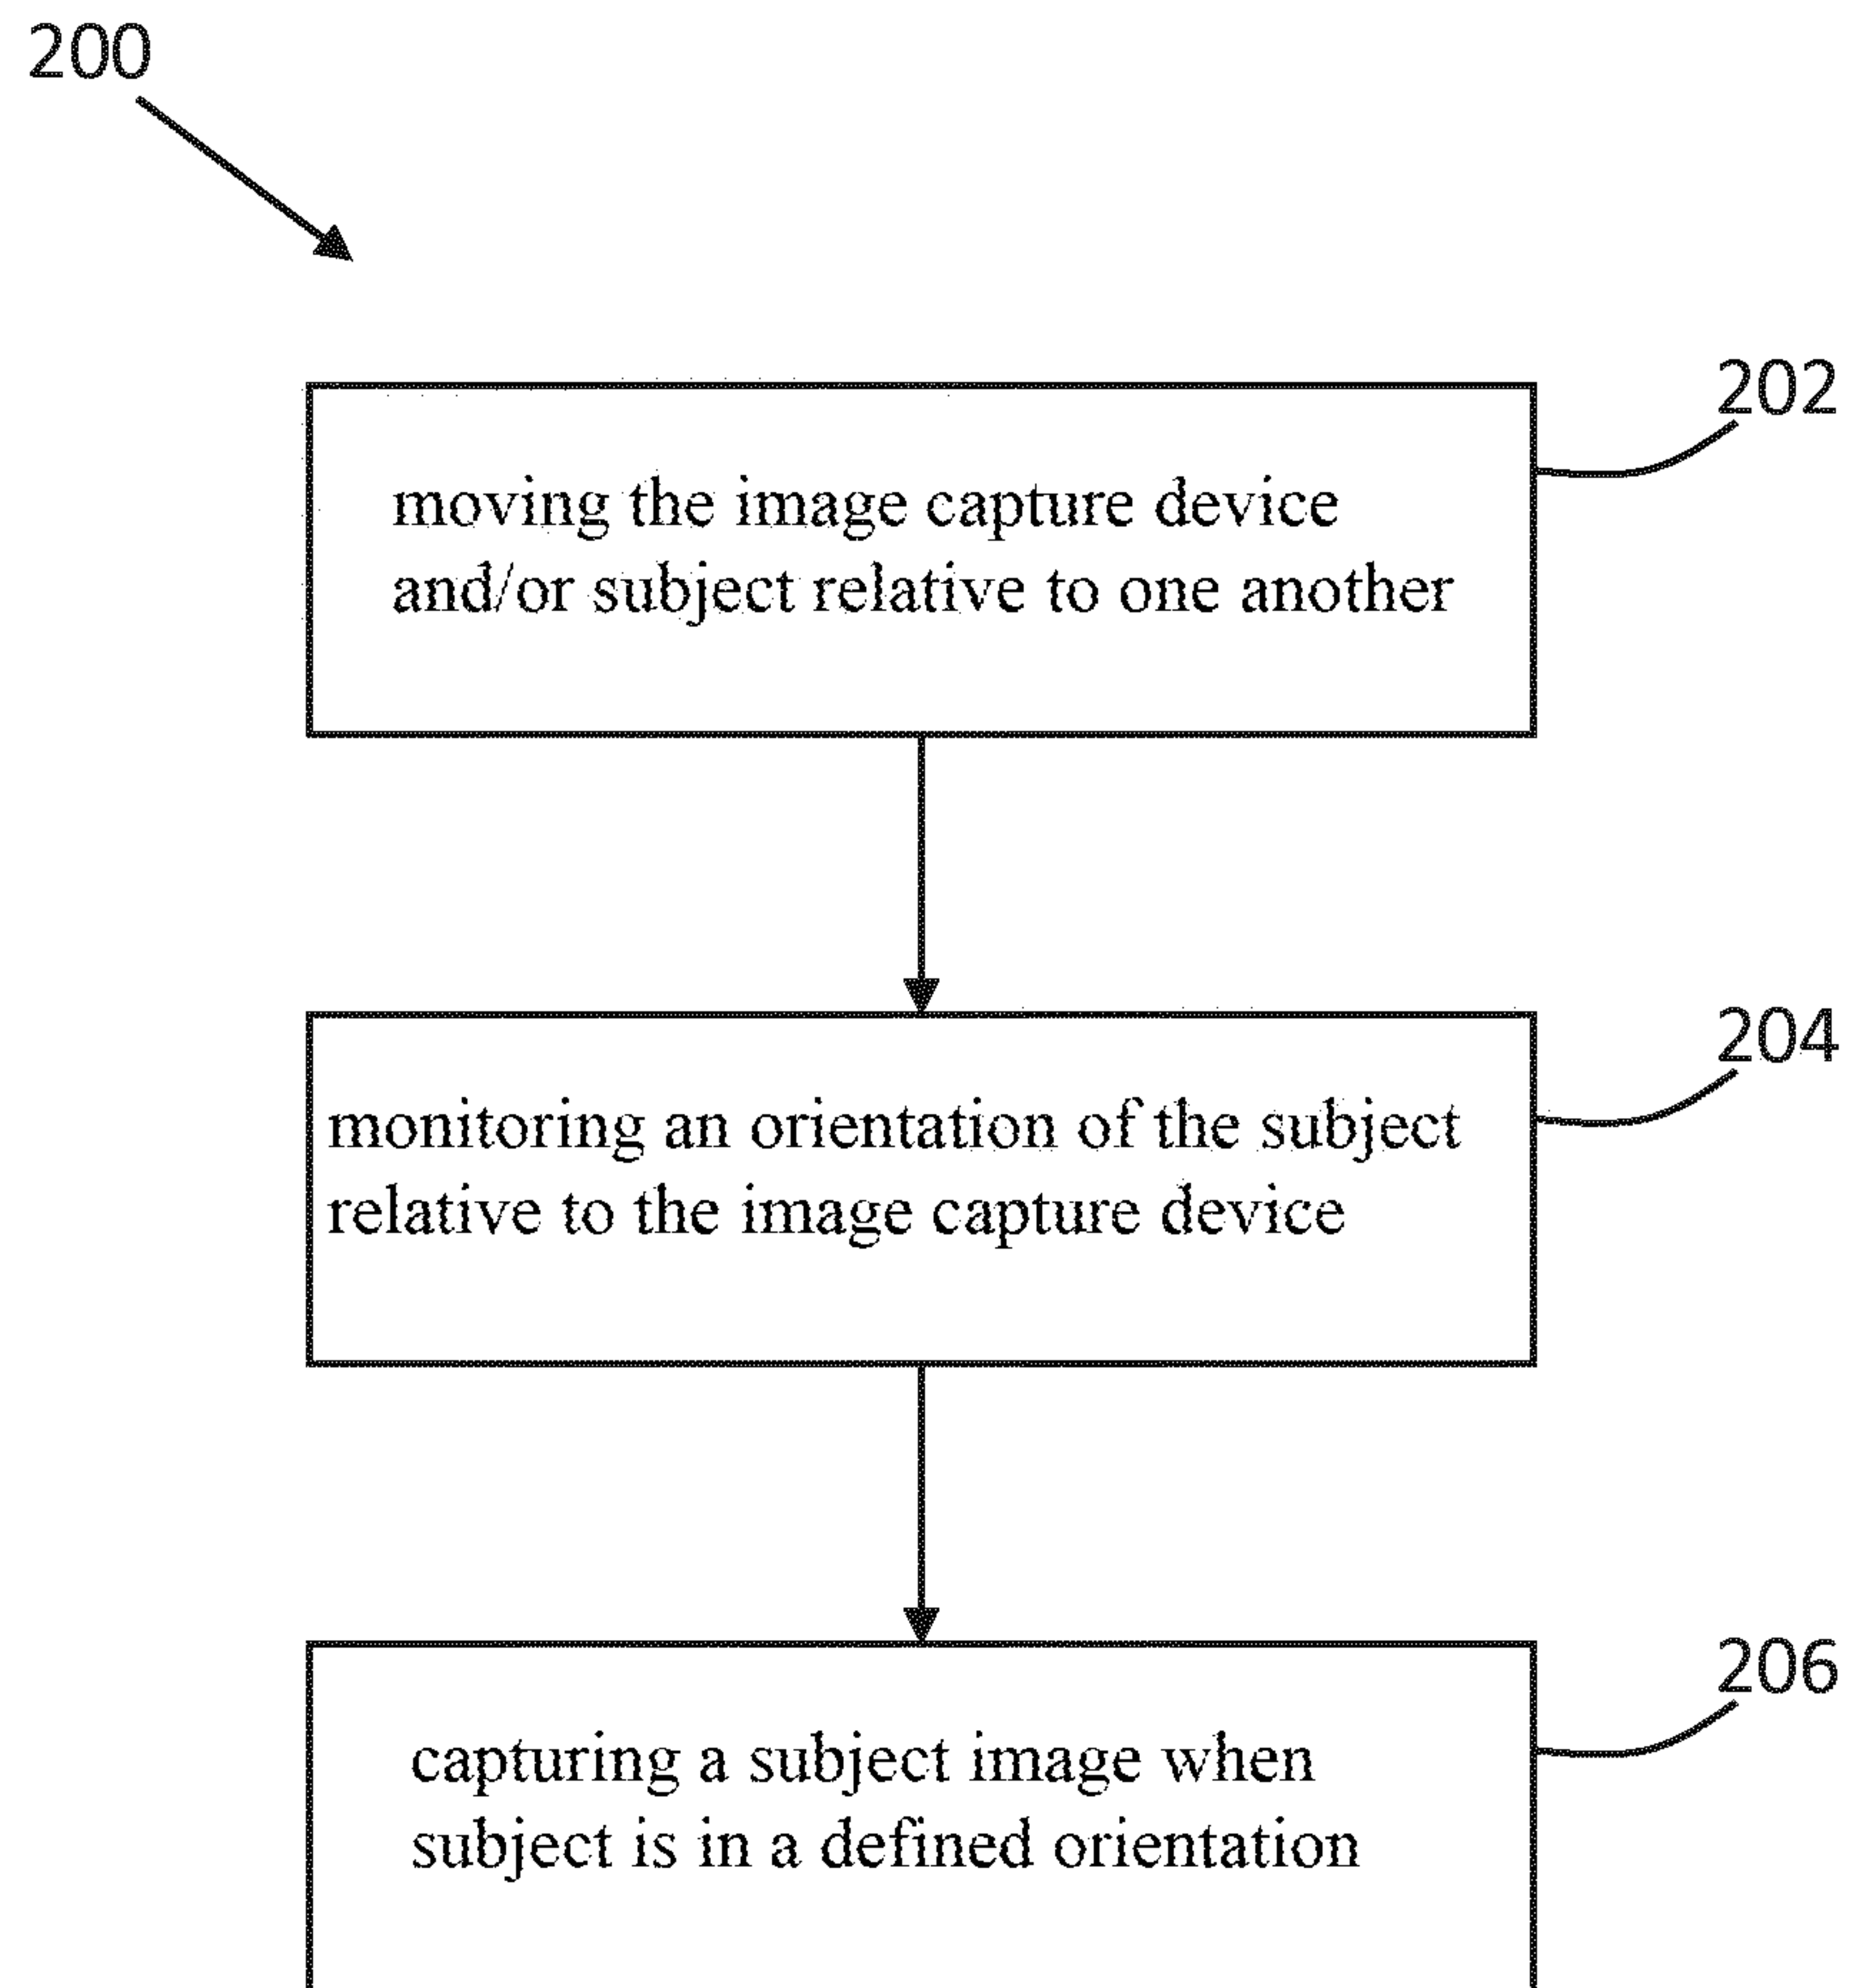 200
202
moving the image capture device
and/or subject relative to one another
204
monitoring an orientation of the subject
relative to the image capture device
206
capturing a subject image when
subject is in a defined orientation